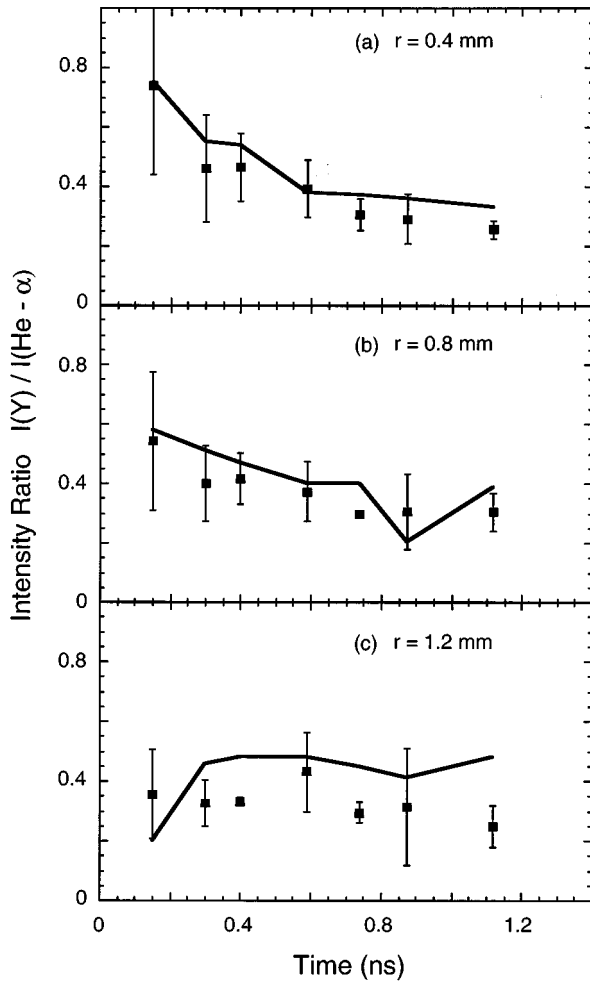 (a) r = 0.4 mm
0.8
0.4
0
(b) r = 0.8 mm
0.8
0.4
0
(c) r = 1.2 mm
0.8
0.4
0
0 0.4 0.8 1.2
Time (ns)
Intensity Ratio I(Y) / I(He - α)